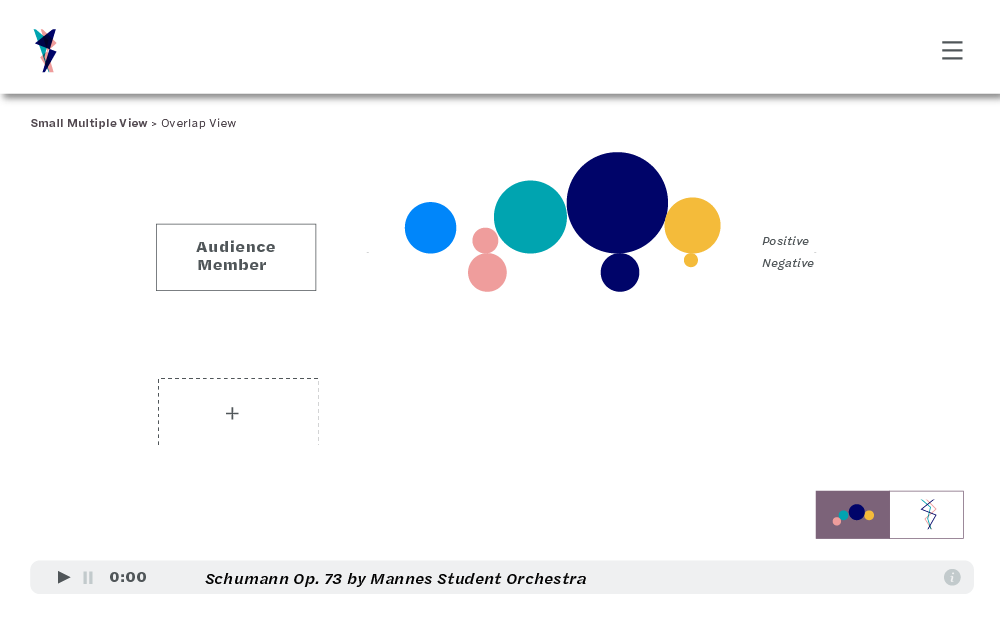 Small Multiple View > Overlap View
Audience
Member
Positive
Negative
+
0:00
Schumann Op. 73 by Mannes Student Orchestra
i